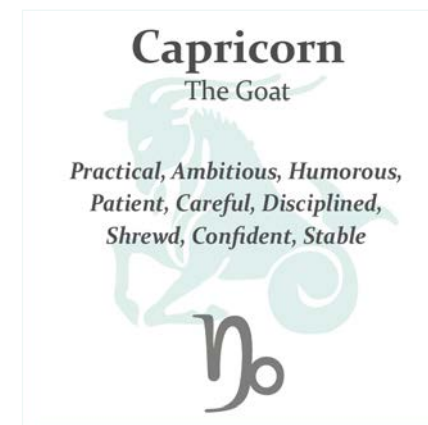 Capricorn
The Goat
Practical, Ambitious, Humorous,
Patient, Careful, Disciplined,
Shrewd, Confident, Stable